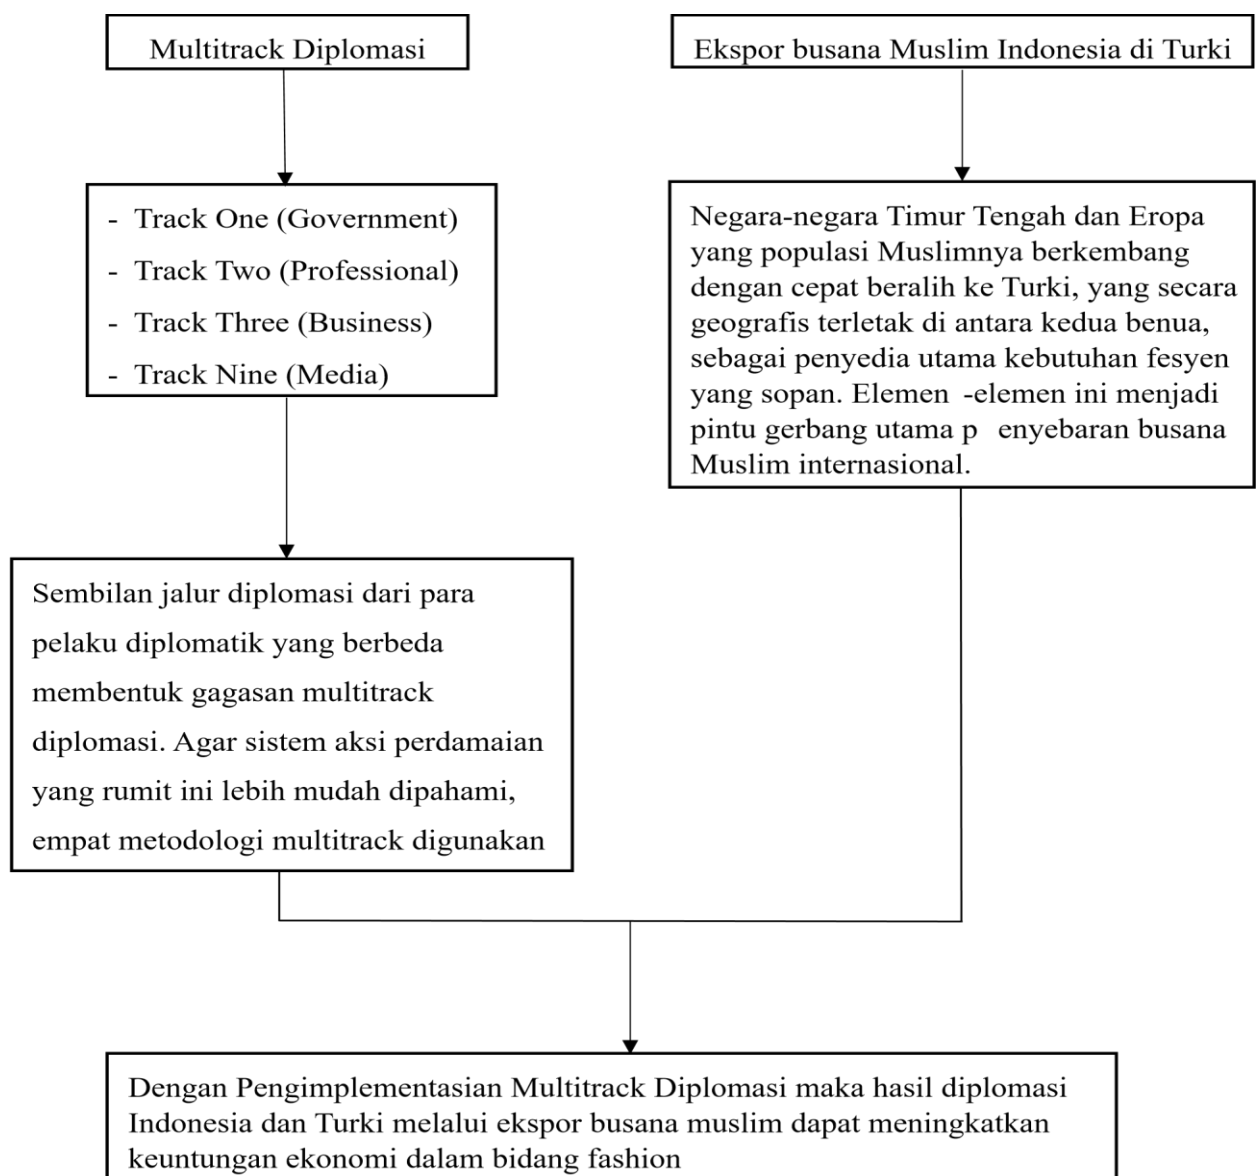 Multitrack Diplomasi
Ekspor busana Muslim Indonesia di Turki
- Track One (Government)
- Track Two (Professional)
- Track Three (Business)
- Track Nine (Media)
Negara-negara Timur Tengah dan Eropa
yang populasi Muslimnya berkembang
dengan cepat beralih ke Turki, yang secara
geografis terletak di antara kedua benua,
sebagai penyedia utama kebutuhan fesyen
yang sopan. Elemen -elemen ini menjadi
pintu gerbang utama p enyebaran busana
Muslim internasional.
Sembilan jalur diplomasi dari para
pelaku diplomatik yang berbeda
membentuk gagasan multitrack
diplomasi. Agar sistem aksi perdamaian
yang rumit ini lebih mudah dipahami,
empat metodologi multitrack digunakan
Dengan Pengimplementasian Multitrack Diplomasi maka hasil diplomasi
Indonesia dan Turki melalui ekspor busana muslim dapat meningkatkan
keuntungan ekonomi dalam bidang fashion